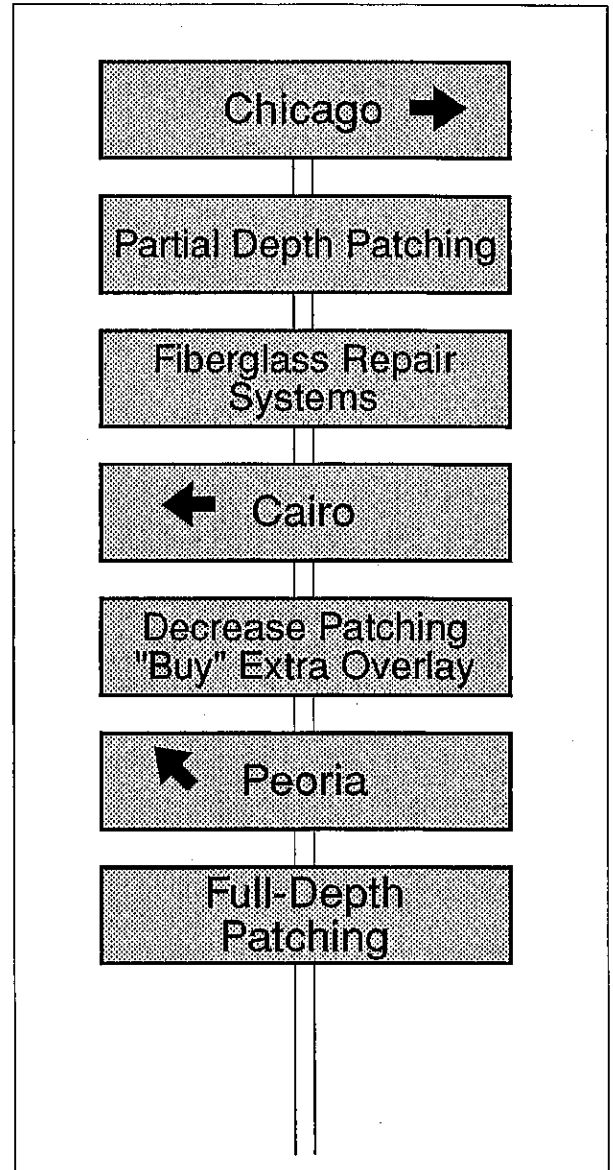 Chicago
Partial Depth Patching
Fiberglass Repair
Systems
Cairo
Decrease Patching
"Buy" Extra Overlay
Peoria
Full-Depth
Patching